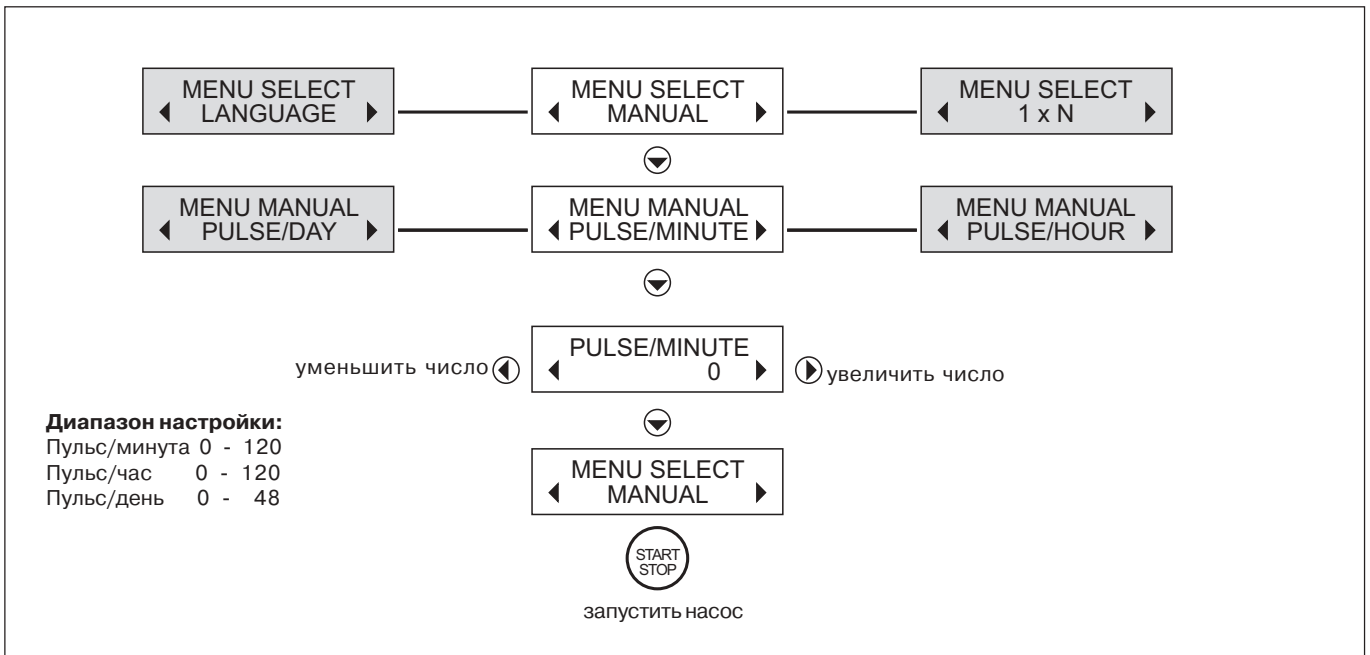 MENU SELECT
LANGUAGE
MENU SELECT
MANUAL
MENU SELECT
1 x N
MENU MANUAL
PULSE/DAY
MENU MANUAL
PULSE/MINUTE
MENU MANUAL
PULSE/HOUR
уменьшить число
PULSE/MINUTE
0
увеличить число
Диапазон настройки:
Пульс/минута 0 - 120
Пульс/час 0 - 120
Пульс/день 0 - 48
MENU SELECT
MANUAL
START
STOP
запустить насос